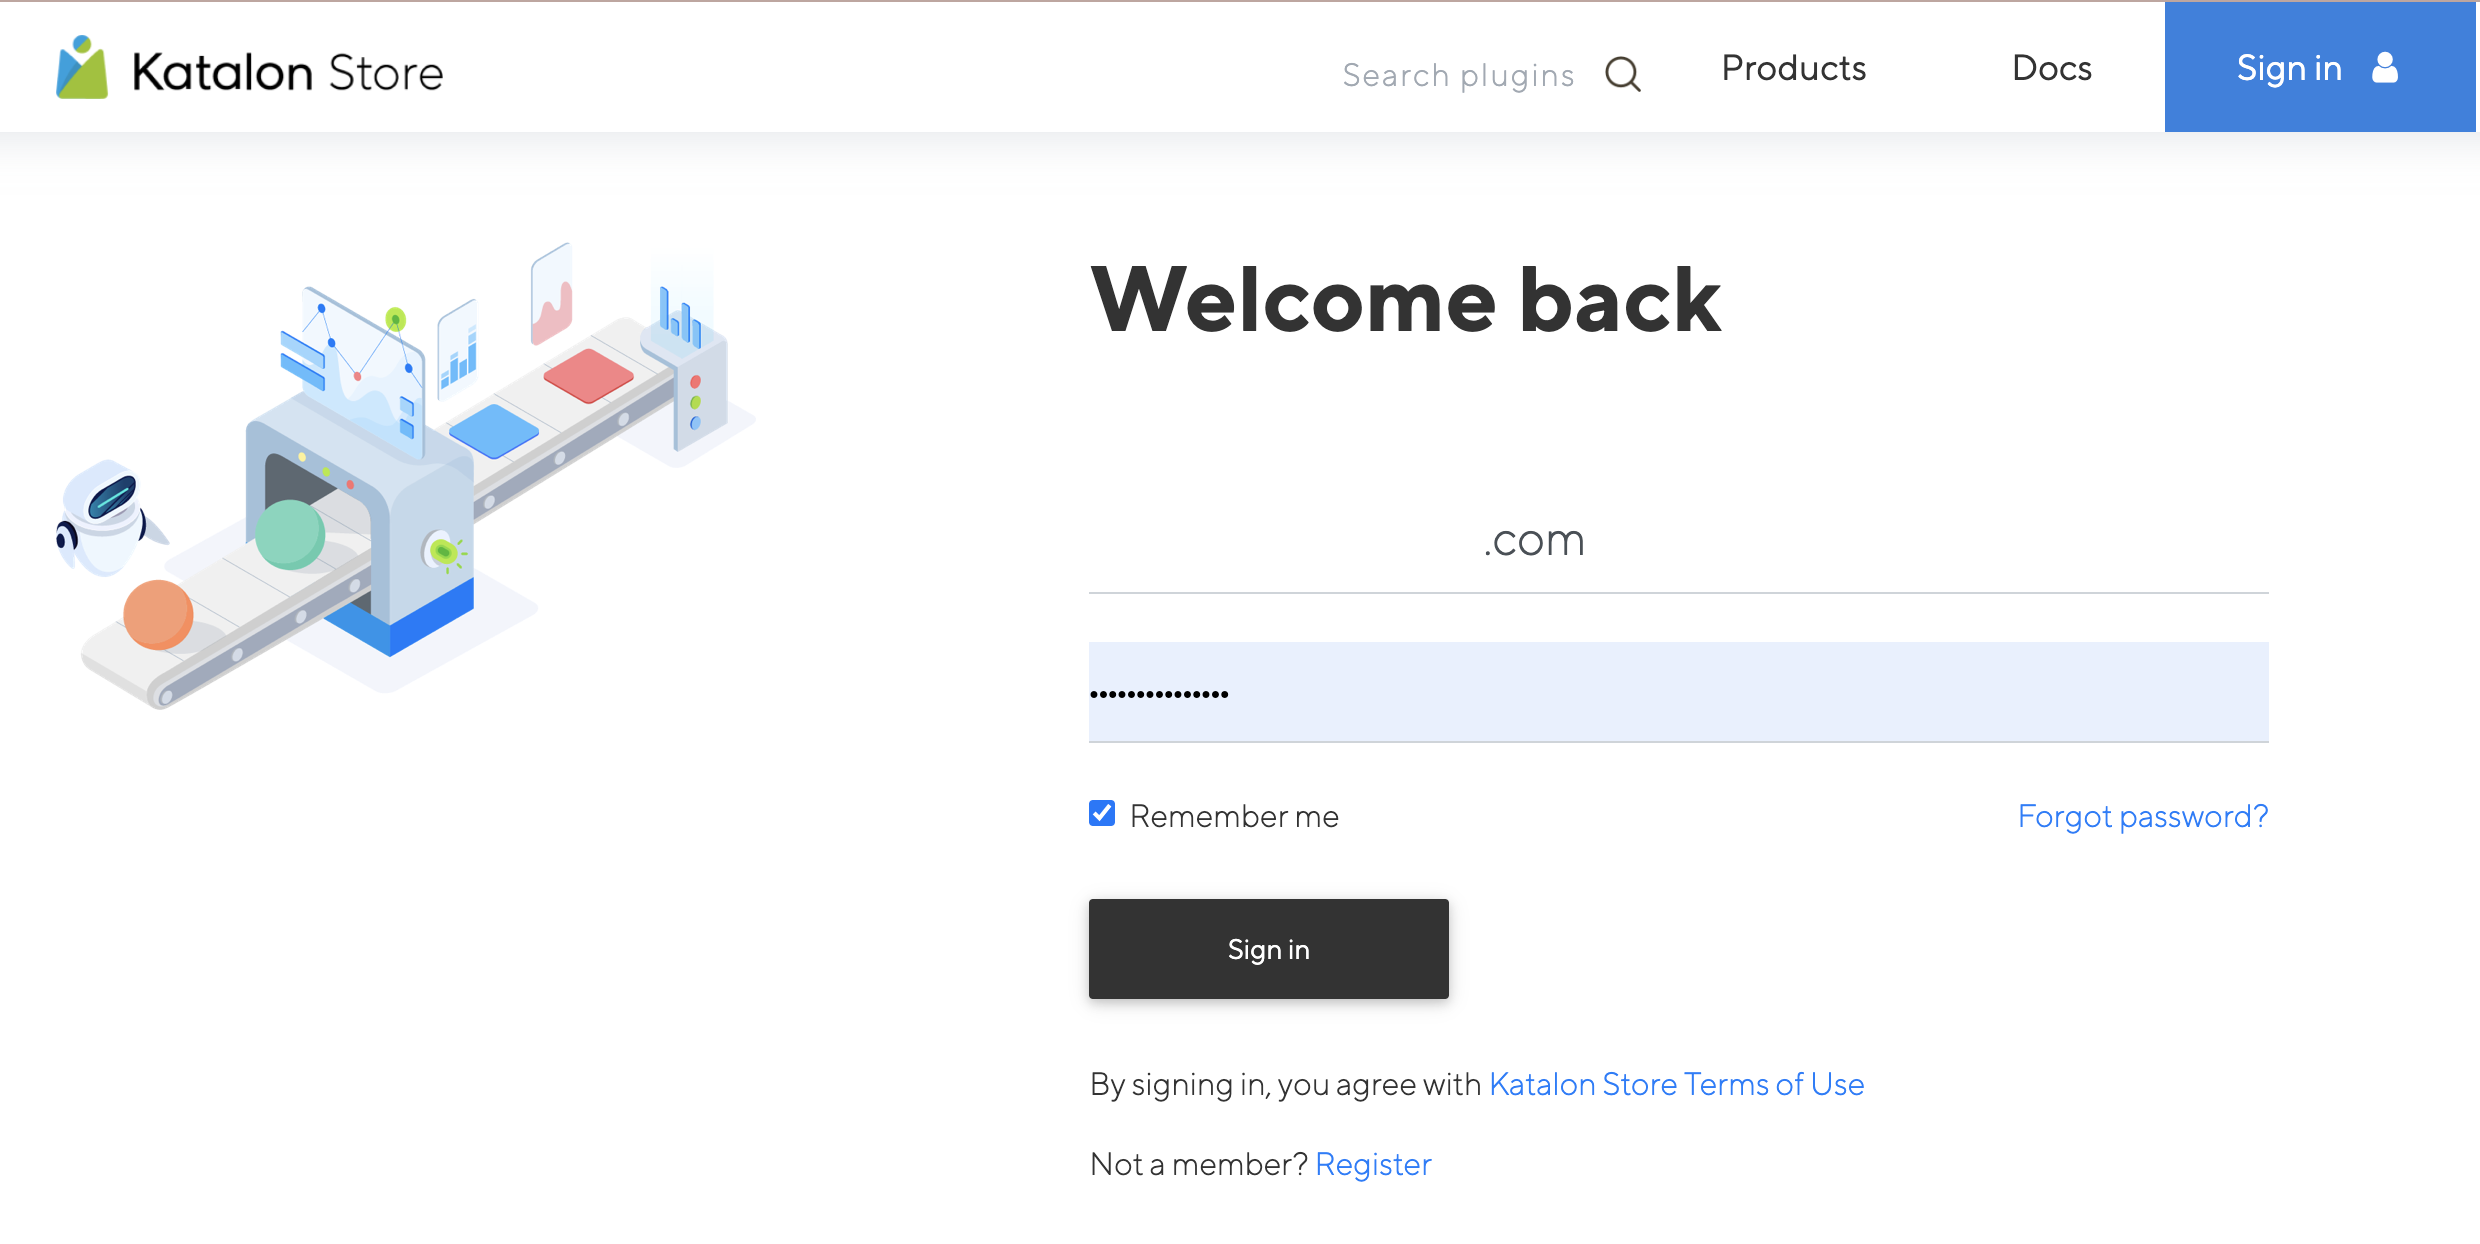 Katalon Store
Search plugins
Products
Docs
Sign in
Welcome back
.com
Remember me
Forgot password?
Sign in
By signing in, you agree with Katalon Store Terms of Use
Not a member? Register